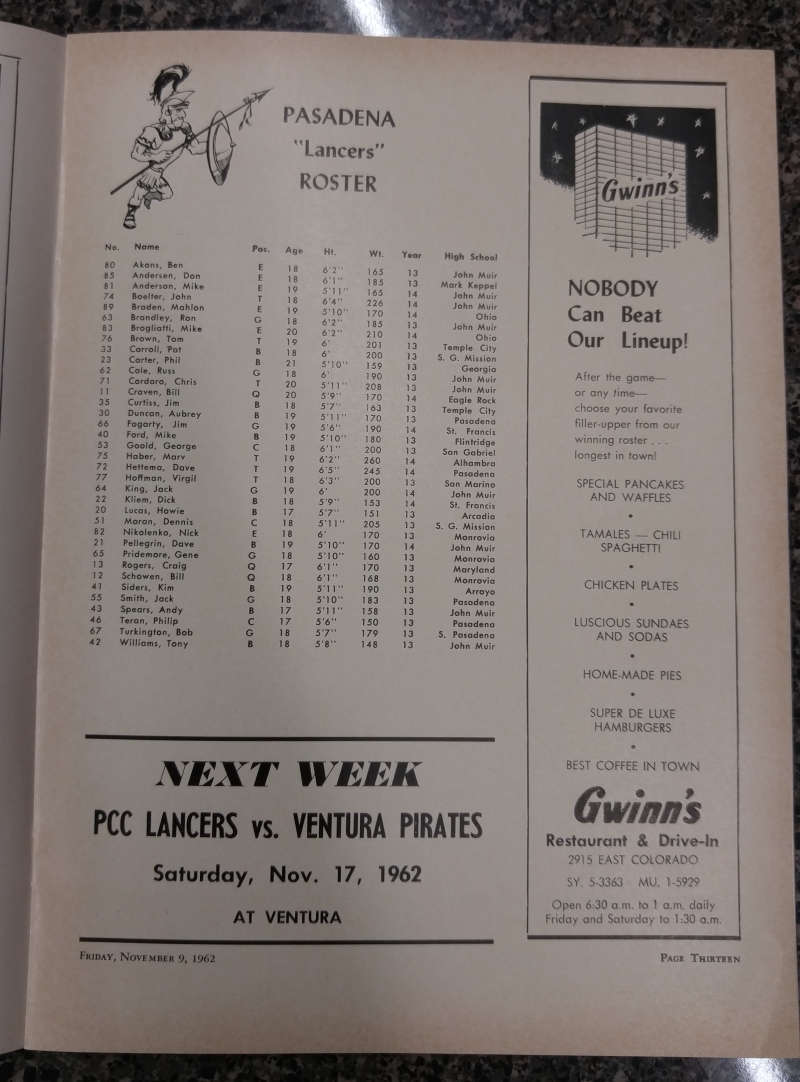 PASADENA
"Lancers"
ROSTER
No. Name Pos. Age Ht. Wt. Year High School
80 Akans, Ben E 18 6'2" 165 13 John Muir
85 Andersen, Don E 18 6'1" 185 13 Mark Keppel
81 Anderson, Mike E 19 5'11" 165 14 John Muir
74 Boelter, John T 18 6'4" 226 14 John Muir
89 Braden, Mahlon E 19 5'10" 170 14 Ohio
63 Brandley, Ron G 18 6'2" 185 13 John Muir
83 Brogliatti, Mike E 20 6'2" 210 14 Ohio
76 Brown, Tom T 19 6' 201 13 Temple City
33 Carroll, Pat B 18 6' 200 13 S. G. Mission
23 Carter, Phil B 21 5'10" 159 13 Georgia
62 Cole, Russ G 18 6' 190 13 John Muir
71 Cordaro, Chris T 20 5'11" 208 13 John Muir
11 Craven, Bill Q 20 5'9" 170 14 Eagle Rock
35 Curtiss, Jim B 18 5'7" 163 13 Temple City
30 Duncan, Aubrey B 19 5'11" 170 13 Pasadena
66 Fogarty, Jim G 19 5'6" 190 14 St. Francis
40 Ford, Mike B 19 5'10" 180 13 Flintridge
53 Goold, George C 18 6'1" 200 13 San Gabriel
75 Haber, Marv T 19 6'2" 260 14 Alhambra
72 Hettema, Dave T 19 6'5" 245 14 Pasadena
77 Hoffman, Virgil T 18 6'3" 200 13 San Marino
64 King, Jack G 19 6' 200 14 John Muir
22 Kliem, Dick B 18 5'9" 153 14 St. Francis
20 Lucas, Howie B 17 5'7" 151 13 Arcadia
51 Maron, Dennis C 18 5'11" 205 13 S. G. Mission
82 Nikolenko, Nick E 18 6' 170 13 Monrovia
21 Pellegrin, Dave B 19 5'10" 170 14 John Muir
65 Pridemore, Gene G 18 5'10" 160 13 Monrovia
13 Rogers, Craig Q 17 6'1" 170 13 Maryland
12 Schowen, Bill Q 18 6'1" 168 13 Monrovia
41 Siders, Kim B 19 5'11" 190 13 Arroyo
55 Smith, Jack G 18 5'10" 183 13 Pasadena
43 Spears, Andy B 17 5'11" 158 13 John Muir
46 Teran, Philip C 17 5'6" 150 13 Pasadena
67 Turkington, Bob G 18 5'7" 179 13 S. Pasadena
42 Williams, Tony B 18 5'8" 148 13 John Muir
NEXT WEEK
PCC LANCERS vs. VENTURA PIRATES
Saturday, Nov. 17, 1962
AT VENTURA
Gwinn's
NOBODY
Can Beat
Our Lineup!
After the game—
or any time—
choose your favorite
filler-upper from our
winning roster . . .
longest in town!
SPECIAL PANCAKES
AND WAFFLES
•
TAMALES — CHILI
SPAGHETTI
•
CHICKEN PLATES
•
LUSCIOUS SUNDAES
AND SODAS
•
HOME-MADE PIES
•
SUPER DE LUXE
HAMBURGERS
•
BEST COFFEE IN TOWN
Gwinn's
Restaurant & Drive-In
2915 EAST COLORADO
SY. 5-3363 MU. 1-5929
Open 6:30 a.m. to 1 a.m. daily
Friday and Saturday to 1:30 a.m.
FRIDAY, NOVEMBER 9, 1962
PAGE THIRTEEN